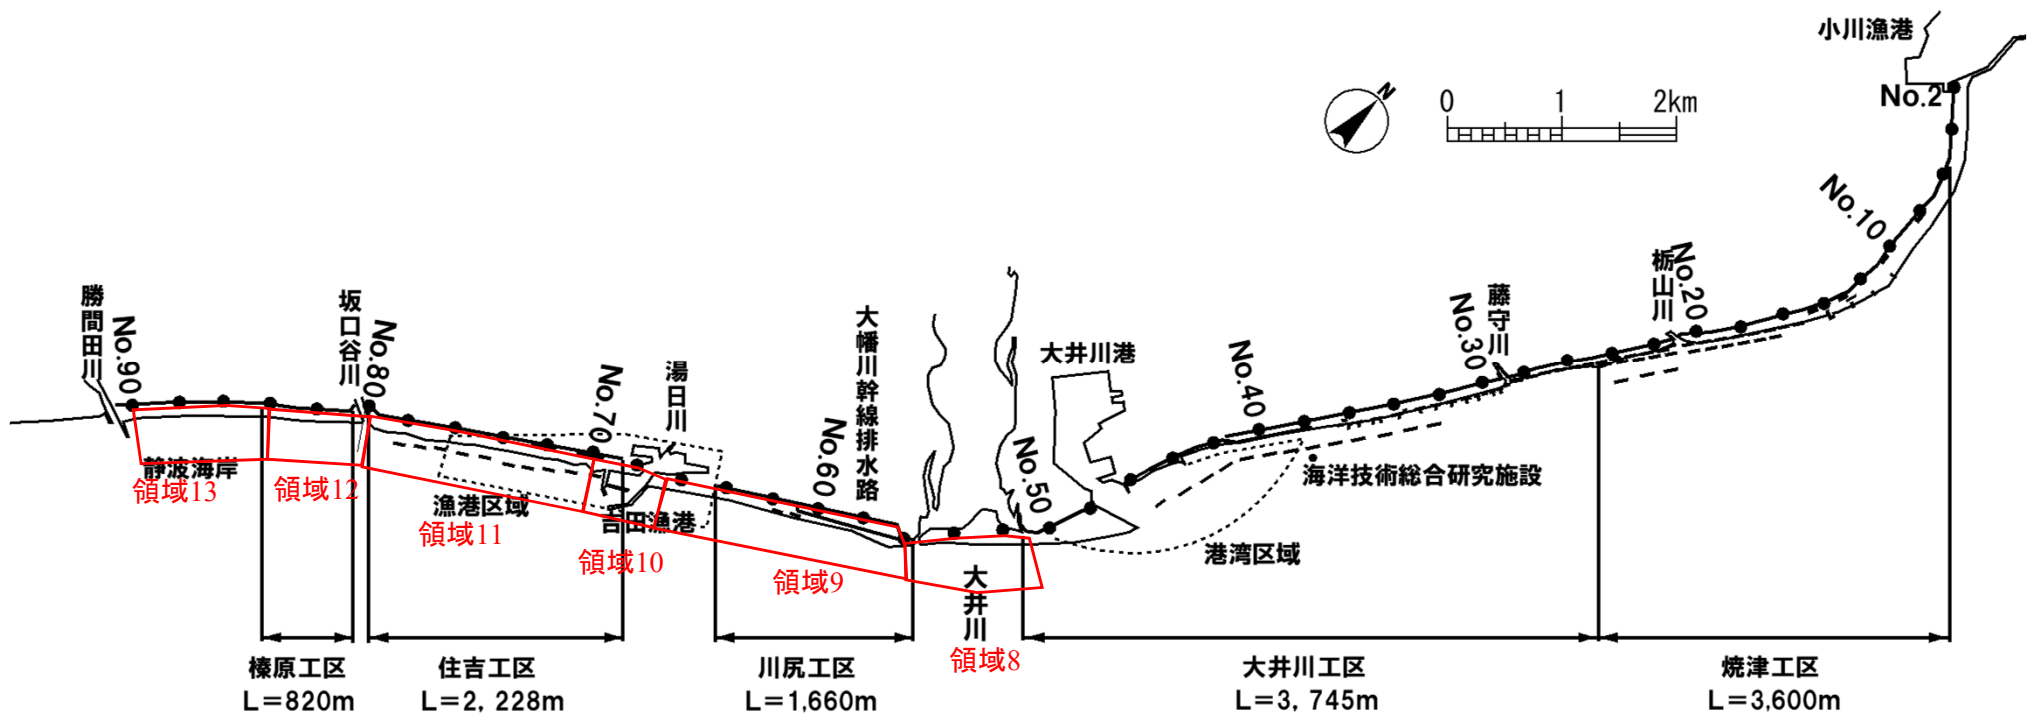 小川漁港
No.2
N
0 1 2km
No.10
No.20
栃山川
藤守川
No.30
No.40
海洋技術総合研究施設
港湾区域
大井川港
No.50
大井川
領域8
大幡川幹線排水路
No.60
領域9
湯日川
No.70
吉田漁港
領域10
漁港区域
領域11
No.80
坂口谷川
領域12
静波海岸
領域13
No.90
勝間田川
榛原工区
L=820m
住吉工区
L=2, 228m
川尻工区
L=1,660m
大井川工区
L=3, 745m
焼津工区
L=3,600m